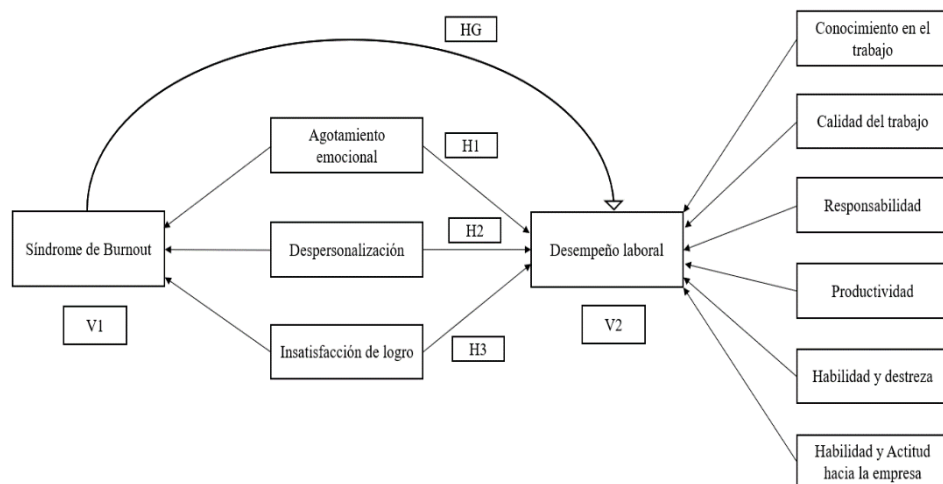 HG
Conocimiento en el
trabajo
Calidad del trabajo
Agotamiento
emocional
H1
Responsabilidad
Síndrome de Burnout
Despersonalización
H2
Desempeño laboral
Productividad
V1
V2
Insatisfacción de logro
H3
Habilidad y destreza
Habilidad y Actitud
hacia la empresa